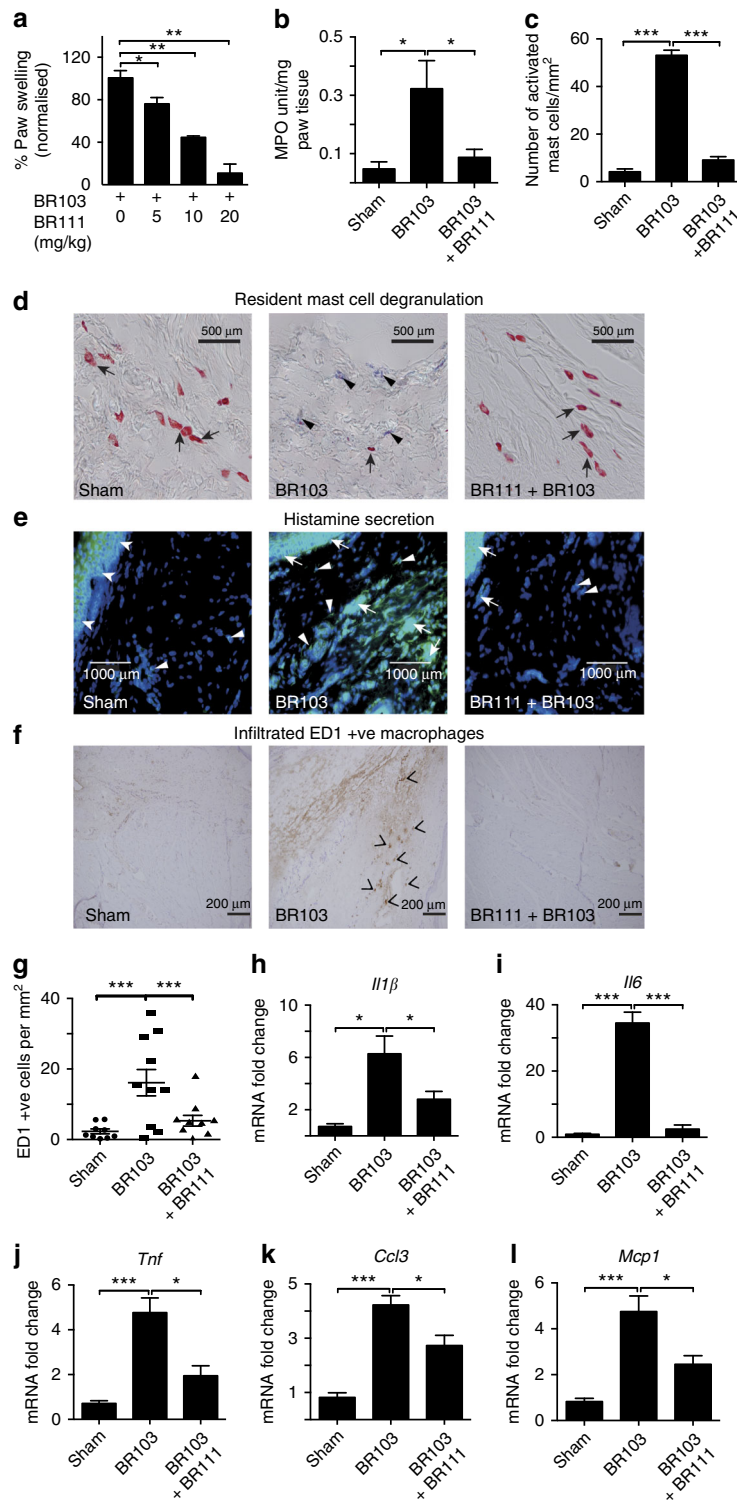 a
** 
**
*
120
80
40
0
% Paw swelling
(normalised)
BR103 + + + +
BR111 0 5 10 20
(mg/kg)
b
* *
0.5
0.3
0.1
MPO unit/mg
paw tissue
Sham
BR103
BR103
+ BR111
c
*** ***
60
40
20
0
Number of activated
mast cells/mm²
Sham
BR103
BR103
+BR111
d
Resident mast cell degranulation
500 µm
Sham
500 µm
BR103
500 µm
BR111 + BR103
e
Histamine secretion
1000 µm
Sham
1000 µm
BR103
1000 µm
BR111 + BR103
f
Infiltrated ED1 +ve macrophages
200 µm
Sham
200 µm
BR103
200 µm
BR111 + BR103
g
*** ***
40
20
0
ED1 +ve cells per mm²
Sham
BR103
BR103
+ BR111
h
Il1β
* *
10
6
2
mRNA fold change
Sham
BR103
BR103
+ BR111
i
Il6
*** ***
40
20
0
mRNA fold change
Sham
BR103
BR103
+ BR111
j
Tnf
*** *
6
4
2
0
mRNA fold change
Sham
BR103
BR103
+ BR111
k
Ccl3
*** *
5
3
1
mRNA fold change
Sham
BR103
BR103
+ BR111
l
Mcp1
*** *
6
4
2
0
mRNA fold change
Sham
BR103
BR103
+ BR111